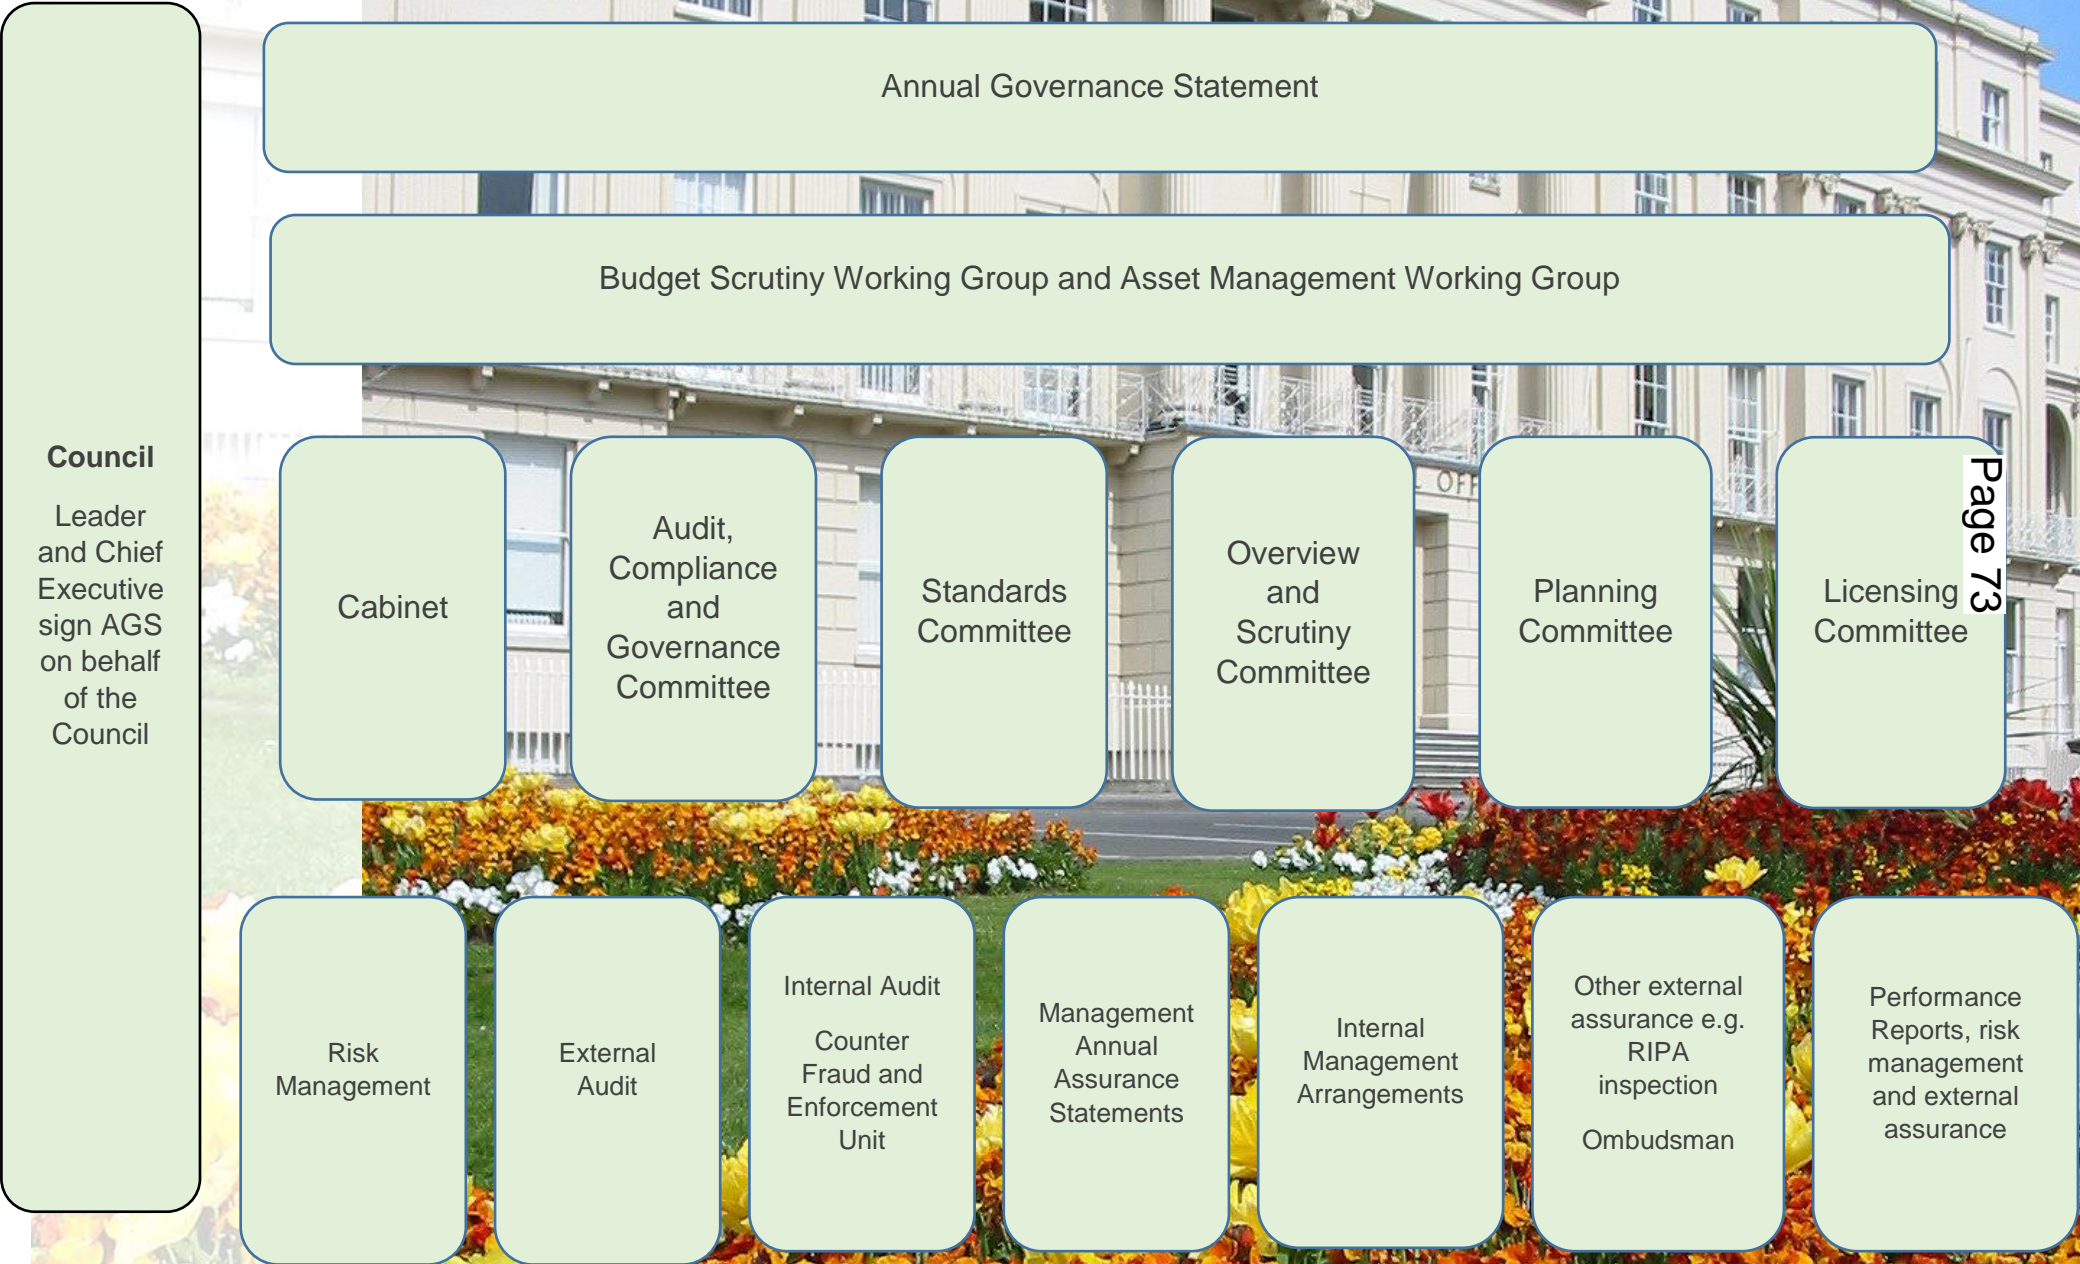 Annual Governance Statement
Budget Scrutiny Working Group and Asset Management Working Group
Council
Leader
and Chief
Executive
sign AGS
on behalf
of the
Council
Cabinet
Audit,
Compliance
and
Governance
Committee
Standards
Committee
Overview
and
Scrutiny
Committee
Planning
Committee
Licensing
Committee
Page 73
OFF
Risk
Management
External
Audit
Internal Audit
Counter
Fraud and
Enforcement
Unit
Management
Annual
Assurance
Statements
Internal
Management
Arrangements
Other external
assurance e.g.
RIPA
inspection
Ombudsman
Performance
Reports, risk
management
and external
assurance